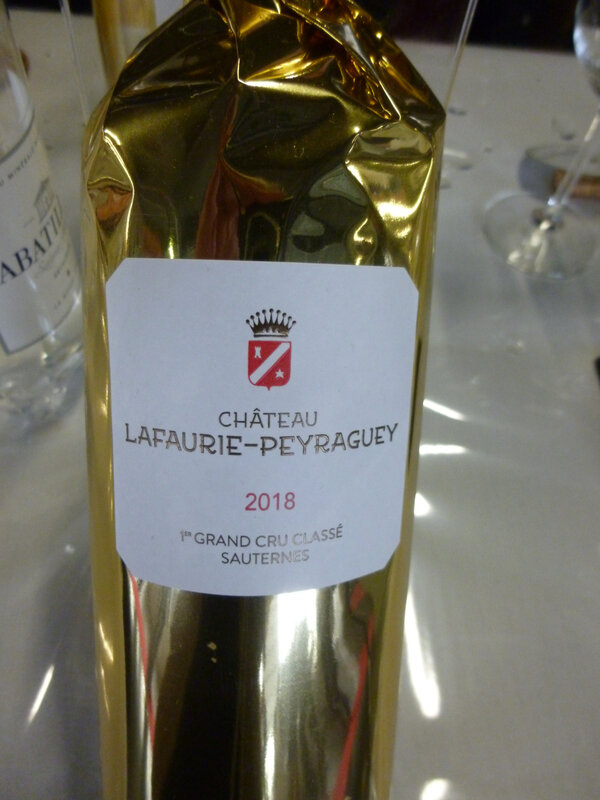 CHÂTEAU
LAFAURIE-PEYRAGUEY
2018
1er GRAND CRU CLASSÉ
SAUTERNES